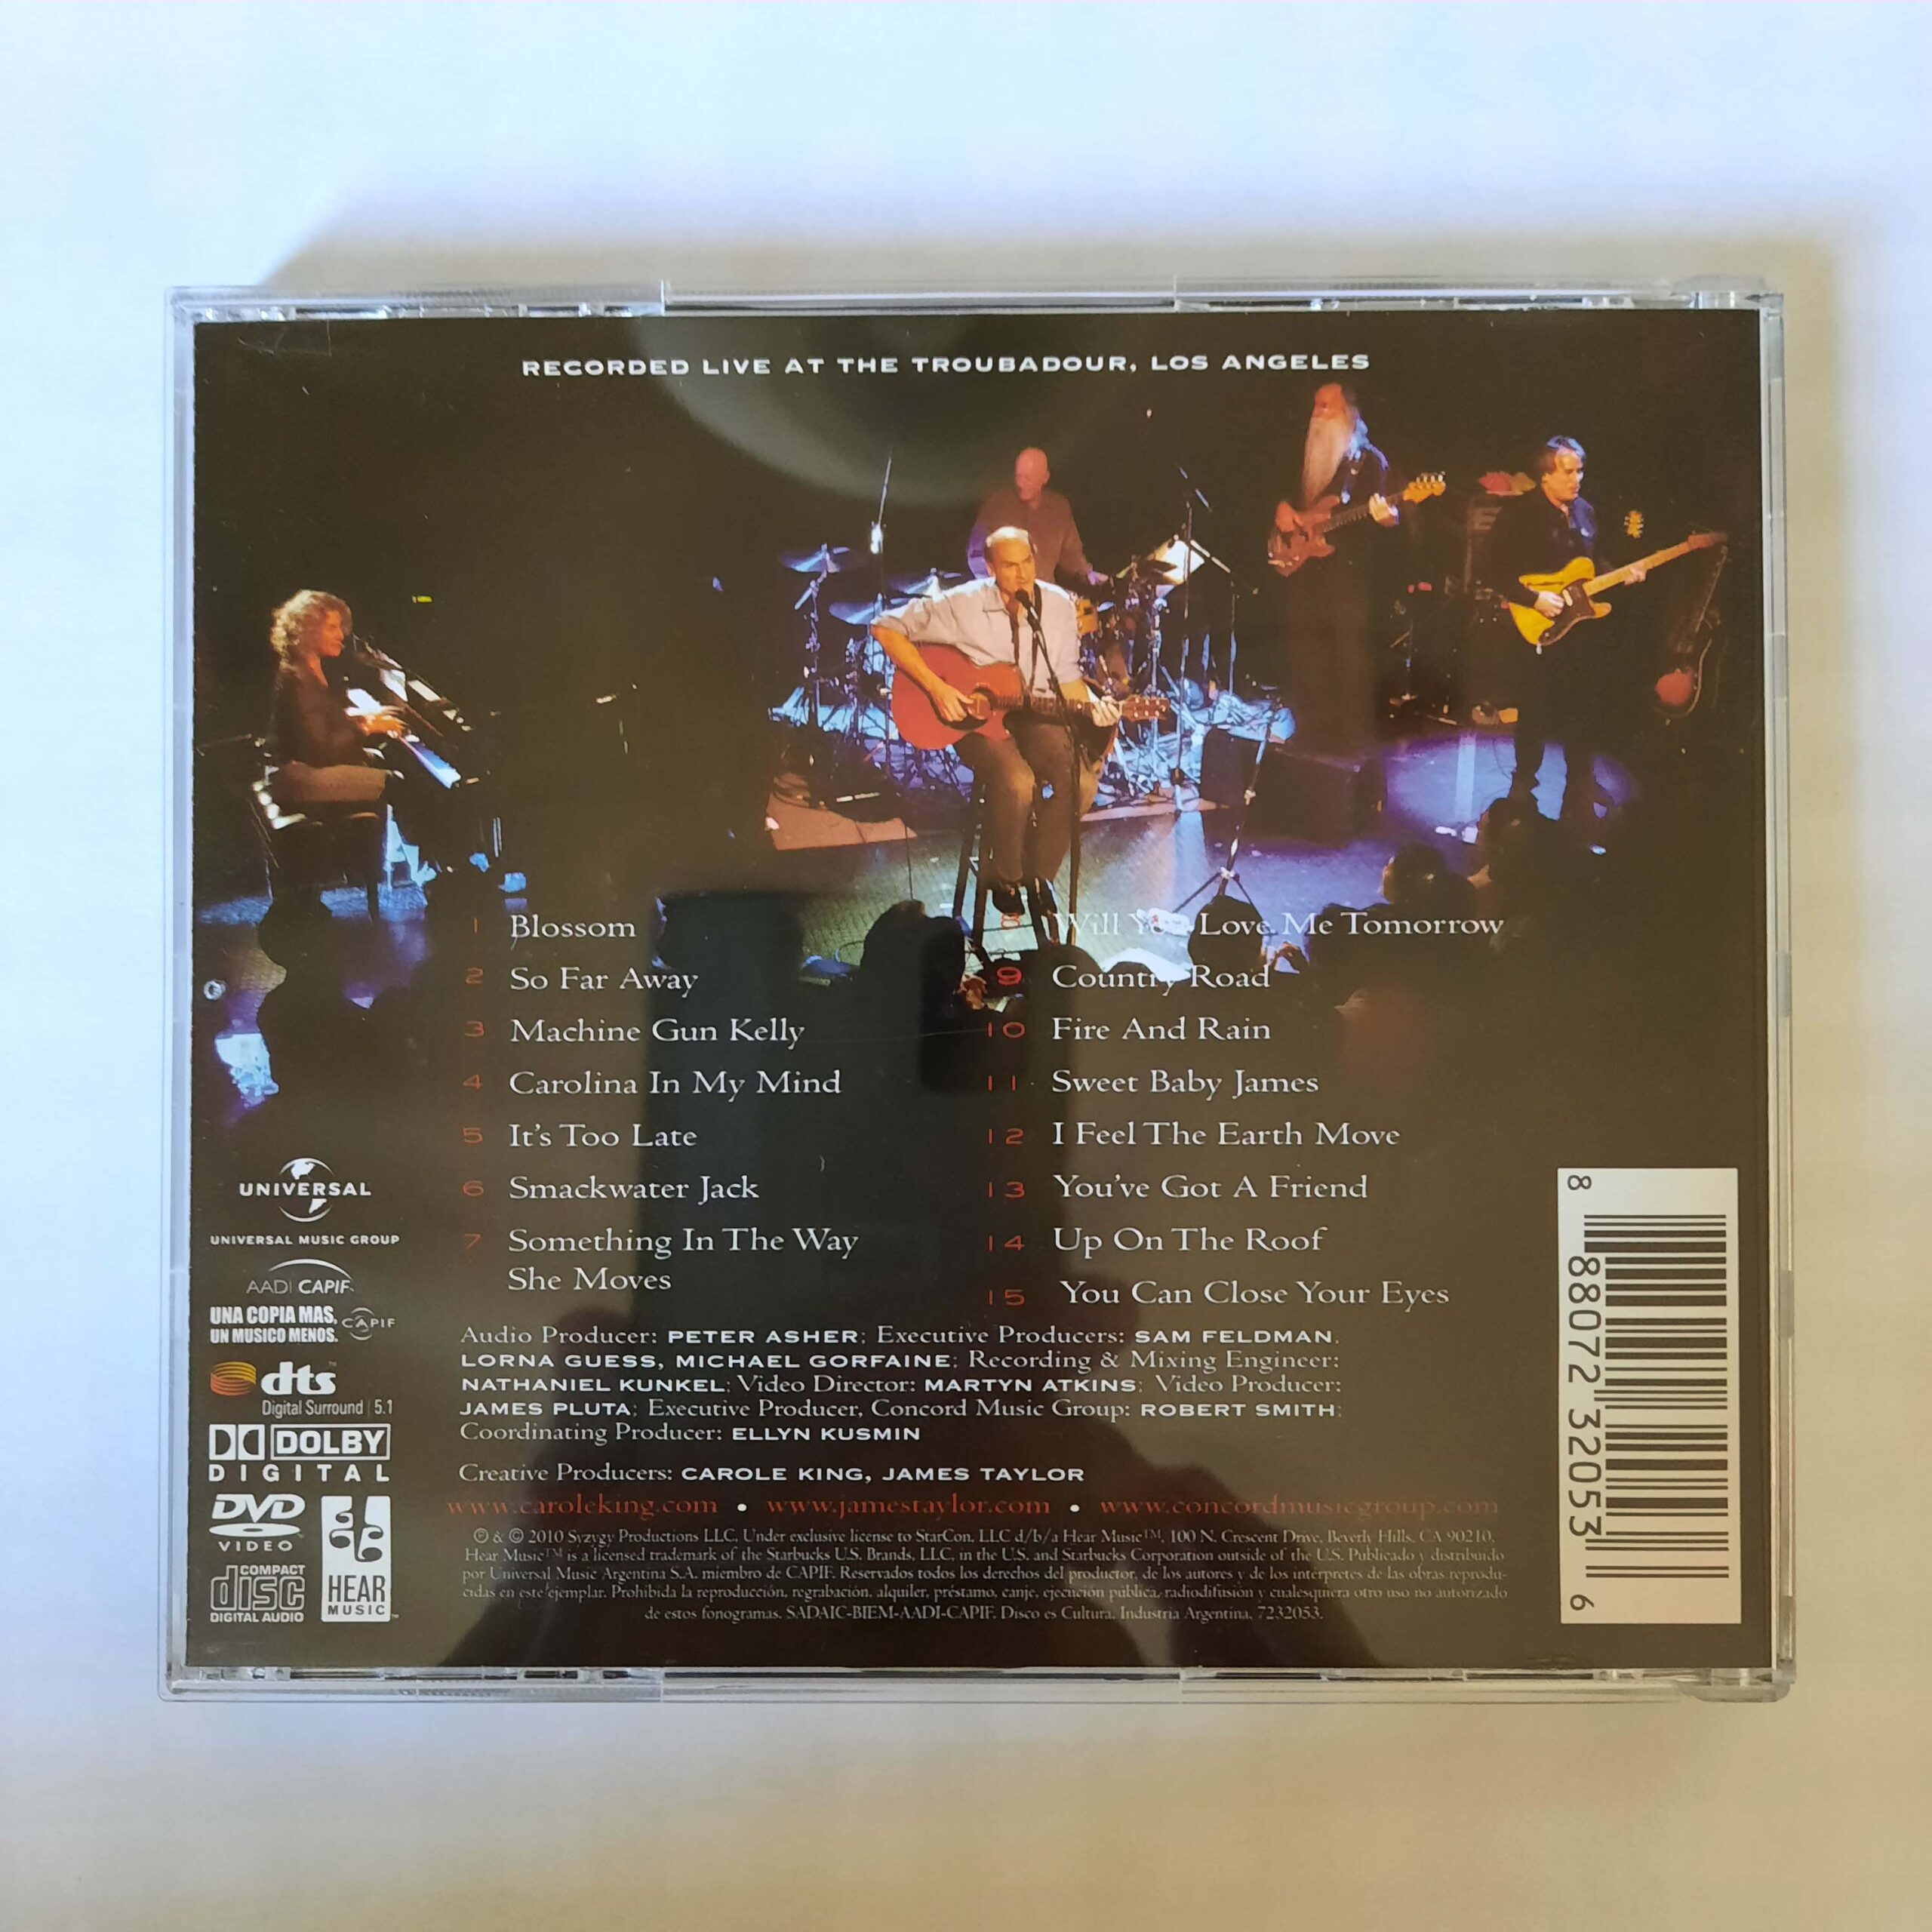 RECORDED LIVE AT THE TROUBADOUR, LOS ANGELES
1 Blossom
2 So Far Away
3 Machine Gun Kelly
4 Carolina In My Mind
5 It's Too Late
6 Smackwater Jack
7 Something In The Way
She Moves
8 Will You Love Me Tomorrow
9 Country Road
10 Fire And Rain
11 Sweet Baby James
12 I Feel The Earth Move
13 You've Got A Friend
14 Up On The Roof
15 You Can Close Your Eyes
UNIVERSAL
UNIVERSAL MUSIC GROUP
AADI CAPIF
UNA COPIA MAS,
UN MUSICO MENOS.
CAPIF
dts
Digital Surround | 5.1
DOLBY
DIGITAL
DVD
VIDEO
COMPACT
disc
DIGITAL AUDIO
HEAR
MUSIC
Audio Producer: PETER ASHER; Executive Producers: SAM FELDMAN,
LORNA GUESS, MICHAEL GORFAINE; Recording & Mixing Engineer:
NATHANIEL KUNKEL; Video Director: MARTYN ATKINS; Video Producer:
JAMES PLUTA; Executive Producer, Concord Music Group: ROBERT SMITH;
Coordinating Producer: ELLYN KUSMIN
Creative Producers: CAROLE KING, JAMES TAYLOR
www.caroleking.com • www.jamestaylor.com • www.concordmusicgroup.com
℗ & © 2010 Syzygy Productions LLC. Under exclusive license to StarCon, LLC d/b/a Hear Music™, 100 N. Crescent Drive, Beverly Hills, CA 90210.
Hear Music™ is a licensed trademark of the Starbucks U.S. Brands, LLC, in the U.S. and Starbucks Corporation outside of the U.S. Publicado y distribuido
por Universal Music Argentina S.A. miembro de CAPIF. Reservados todos los derechos del productor, de los autores y de los intérpretes de las obras reprodu-
cidas en este ejemplar. Prohibida la reproducción, regrabación, alquiler, préstamo, canje, ejecución pública, radiodifusión y cualesquiera otro uso no autorizado
de estos fonogramas. SADAIC-BIEM-AADI-CAPIF. Disco es Cultura. Industria Argentina. 7232053.
8 88072 32053 6